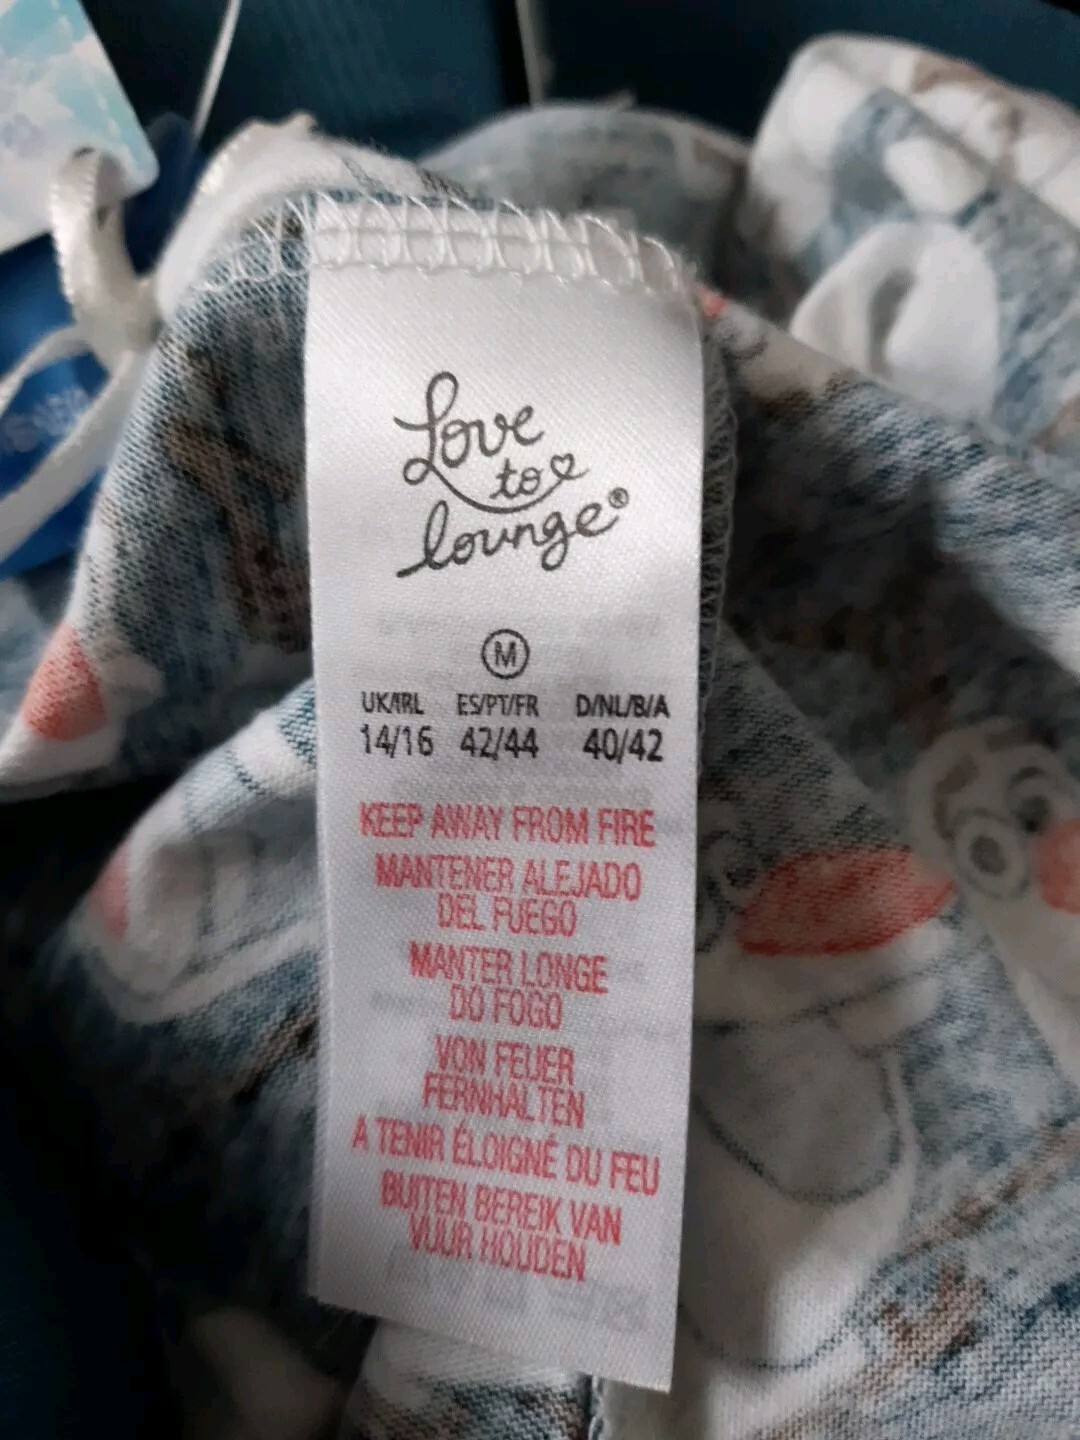 Love
to
lounge®
M
UK/IRL ES/PT/FR D/NL/B/A
14/16 42/44 40/42
KEEP AWAY FROM FIRE
MANTENER ALEJADO
DEL FUEGO
MANTER LONGE
DO FOGO
VON FEUER
FERNHALTEN
A TENIR ÉLOIGNÉ DU FEU
BUITEN BEREIK VAN
VUUR HOUDEN